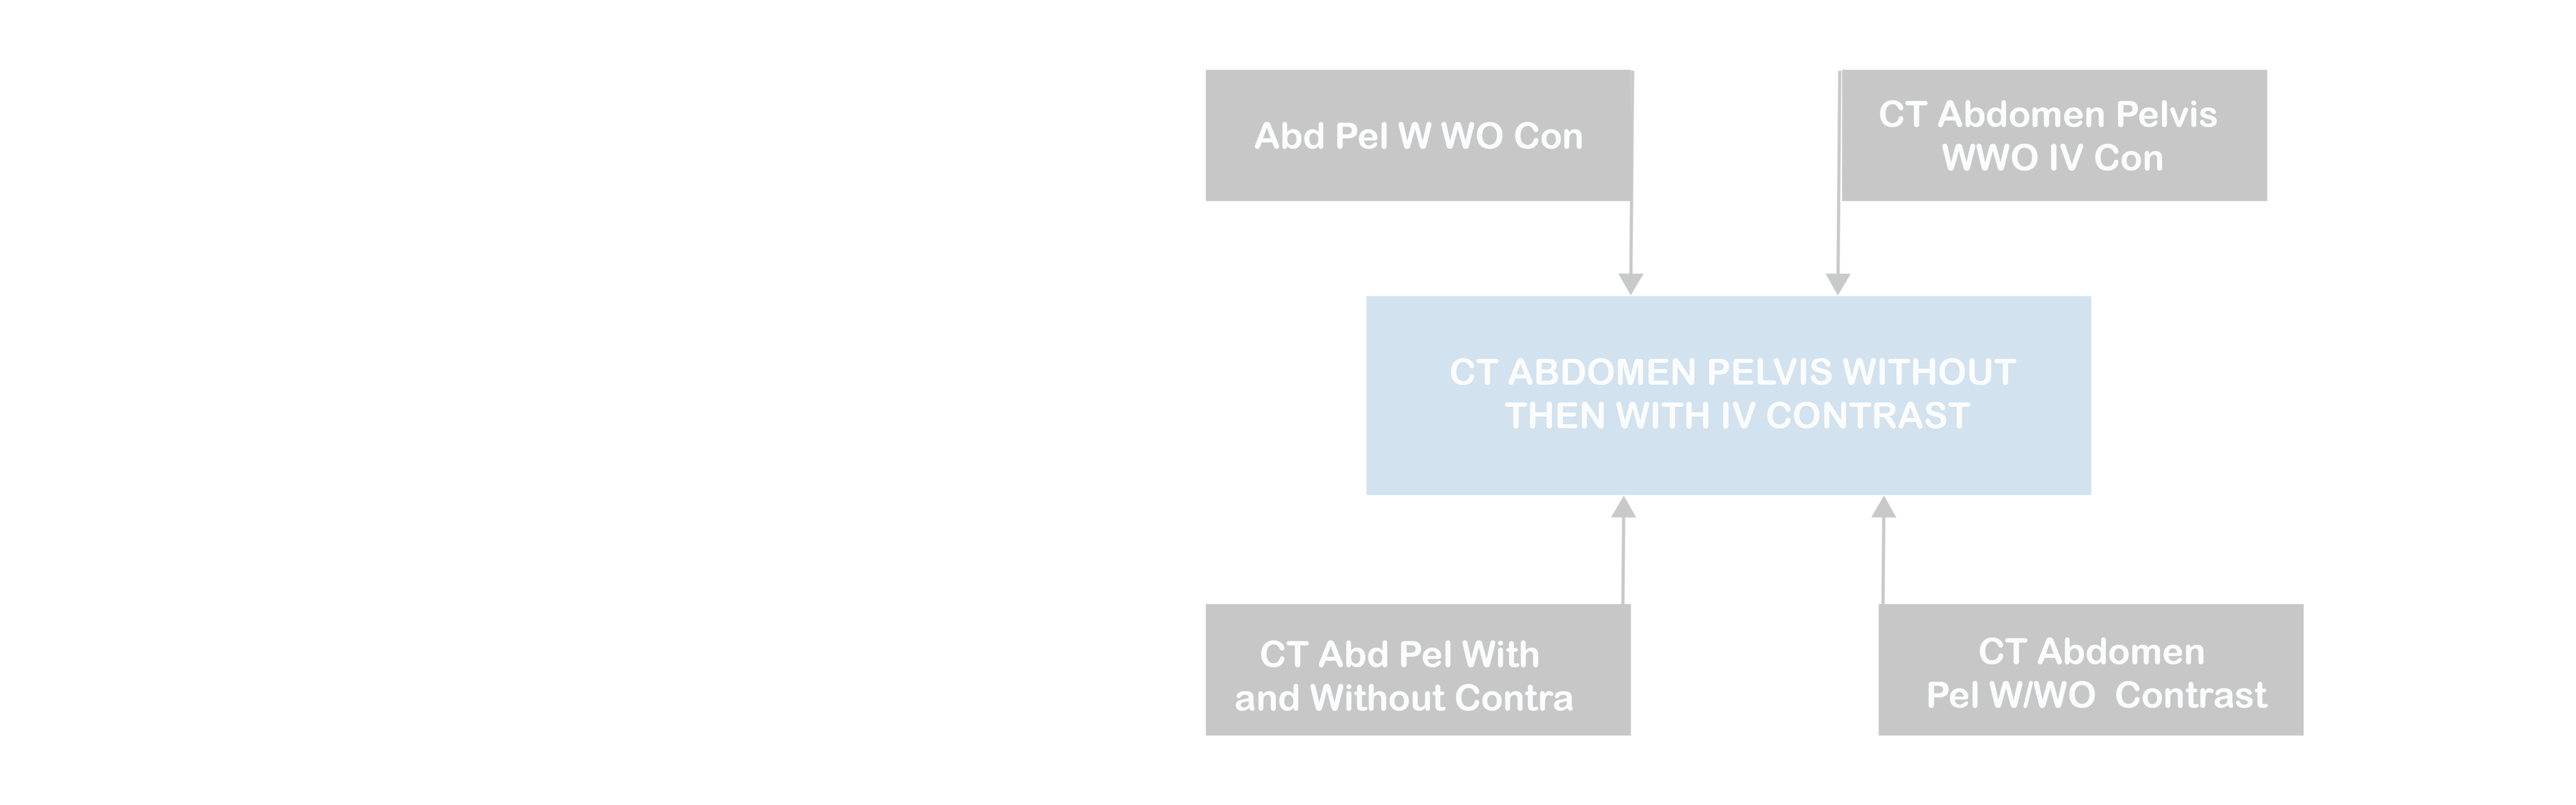 Abd Pel W WO Con
CT Abdomen Pelvis
WWO IV Con
CT ABDOMEN PELVIS WITHOUT
THEN WITH IV CONTRAST
CT Abd Pel With
and Without Contra
CT Abdomen
Pel W/WO  Contrast